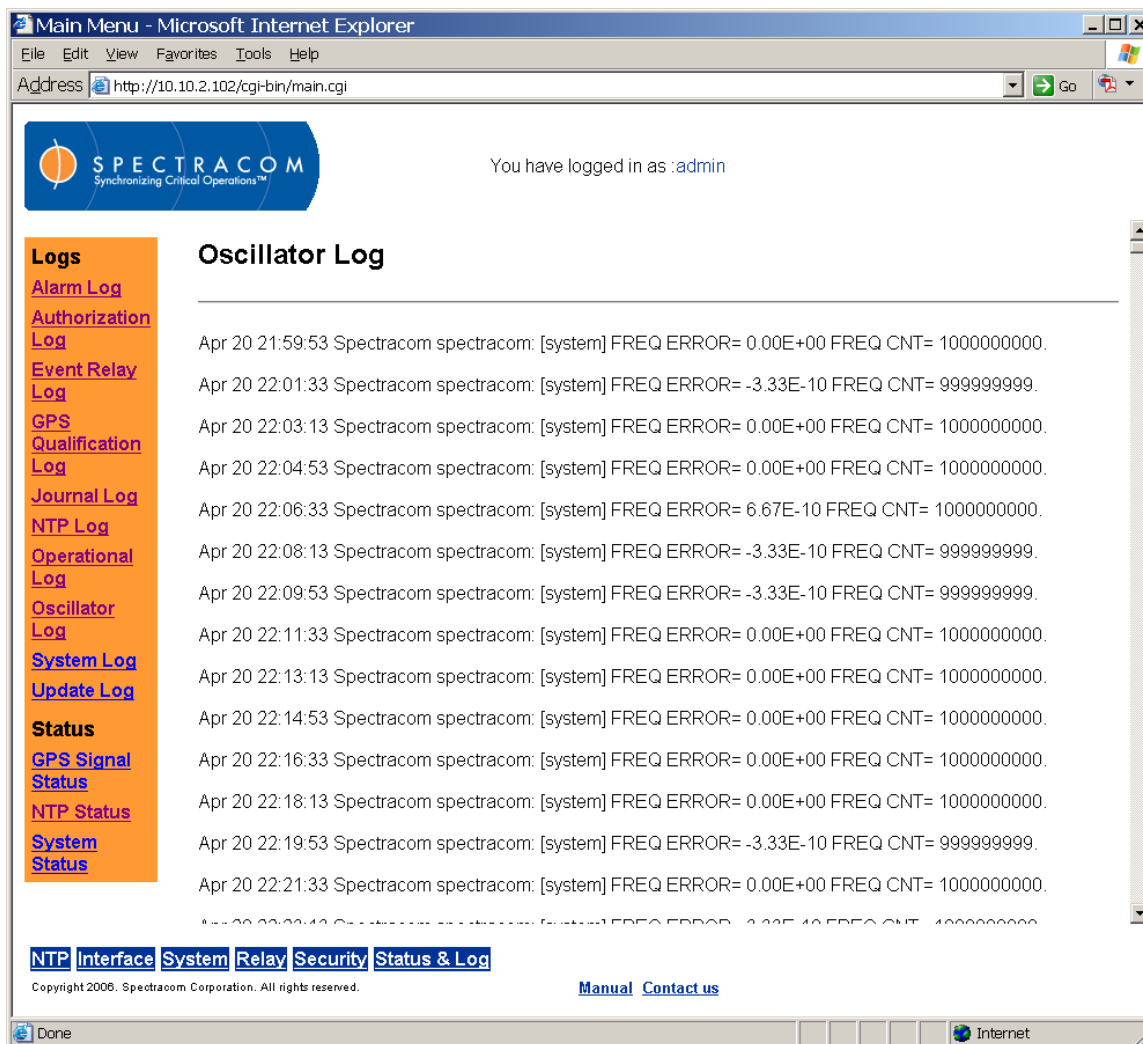 Main Menu - Microsoft Internet Explorer
File Edit View Favorites Tools Help
Address http://10.10.2.102/cgi-bin/main.cgi Go
SPECTRACOM
Synchronizing Critical Operations™
You have logged in as :admin
Logs
Alarm Log
Authorization
Log
Event Relay
Log
GPS
Qualification
Log
Journal Log
NTP Log
Operational
Log
Oscillator
Log
System Log
Update Log
Status
GPS Signal
Status
NTP Status
System
Status
Oscillator Log
Apr 20 21:59:53 Spectracom spectracom: [system] FREQ ERROR= 0.00E+00 FREQ CNT= 1000000000.
Apr 20 22:01:33 Spectracom spectracom: [system] FREQ ERROR= -3.33E-10 FREQ CNT= 999999999.
Apr 20 22:03:13 Spectracom spectracom: [system] FREQ ERROR= 0.00E+00 FREQ CNT= 1000000000.
Apr 20 22:04:53 Spectracom spectracom: [system] FREQ ERROR= 0.00E+00 FREQ CNT= 1000000000.
Apr 20 22:06:33 Spectracom spectracom: [system] FREQ ERROR= 6.67E-10 FREQ CNT= 1000000000.
Apr 20 22:08:13 Spectracom spectracom: [system] FREQ ERROR= -3.33E-10 FREQ CNT= 999999999.
Apr 20 22:09:53 Spectracom spectracom: [system] FREQ ERROR= -3.33E-10 FREQ CNT= 999999999.
Apr 20 22:11:33 Spectracom spectracom: [system] FREQ ERROR= 0.00E+00 FREQ CNT= 1000000000.
Apr 20 22:13:13 Spectracom spectracom: [system] FREQ ERROR= 0.00E+00 FREQ CNT= 1000000000.
Apr 20 22:14:53 Spectracom spectracom: [system] FREQ ERROR= 0.00E+00 FREQ CNT= 1000000000.
Apr 20 22:16:33 Spectracom spectracom: [system] FREQ ERROR= 0.00E+00 FREQ CNT= 1000000000.
Apr 20 22:18:13 Spectracom spectracom: [system] FREQ ERROR= 0.00E+00 FREQ CNT= 1000000000.
Apr 20 22:19:53 Spectracom spectracom: [system] FREQ ERROR= -3.33E-10 FREQ CNT= 999999999.
Apr 20 22:21:33 Spectracom spectracom: [system] FREQ ERROR= 0.00E+00 FREQ CNT= 1000000000.
NTP Interface System Relay Security Status & Log
Copyright 2006. Spectracom Corporation. All rights reserved.
Manual Contact us
Done
Internet